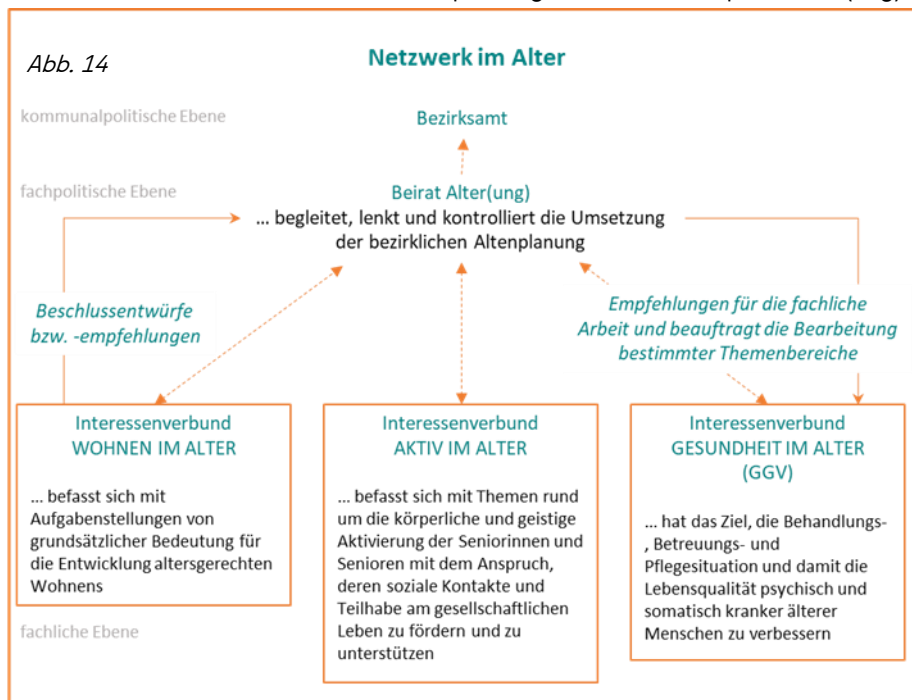 Abb. 14
Netzwerk im Alter
kommunalpolitische Ebene
Bezirksamt
fachpolitische Ebene
Beirat Alter(ung)
... begleitet, lenkt und kontrolliert die Umsetzung
der bezirklichen Altenplanung
Beschlussentwürfe
bzw. -empfehlungen
Empfehlungen für die fachliche
Arbeit und beauftragt die Bearbeitung
bestimmter Themenbereiche
Interessenverbund
WOHNEN IM ALTER
... befasst sich mit
Aufgabenstellungen von
grundsätzlicher Bedeutung für
die Entwicklung altersgerechten
Wohnens
Interessenverbund
AKTIV IM ALTER
... befasst sich mit Themen rund
um die körperliche und geistige
Aktivierung der Seniorinnen und
Senioren mit dem Anspruch,
deren soziale Kontakte und
Teilhabe am gesellschaftlichen
Leben zu fördern und zu
unterstützen
Interessenverbund
GESUNDHEIT IM ALTER
(GGV)
... hat das Ziel, die Behandlungs-
, Betreuungs- und
Pflegesituation und damit die
Lebensqualität psychisch und
somatisch kranker älterer
Menschen zu verbessern
fachliche Ebene